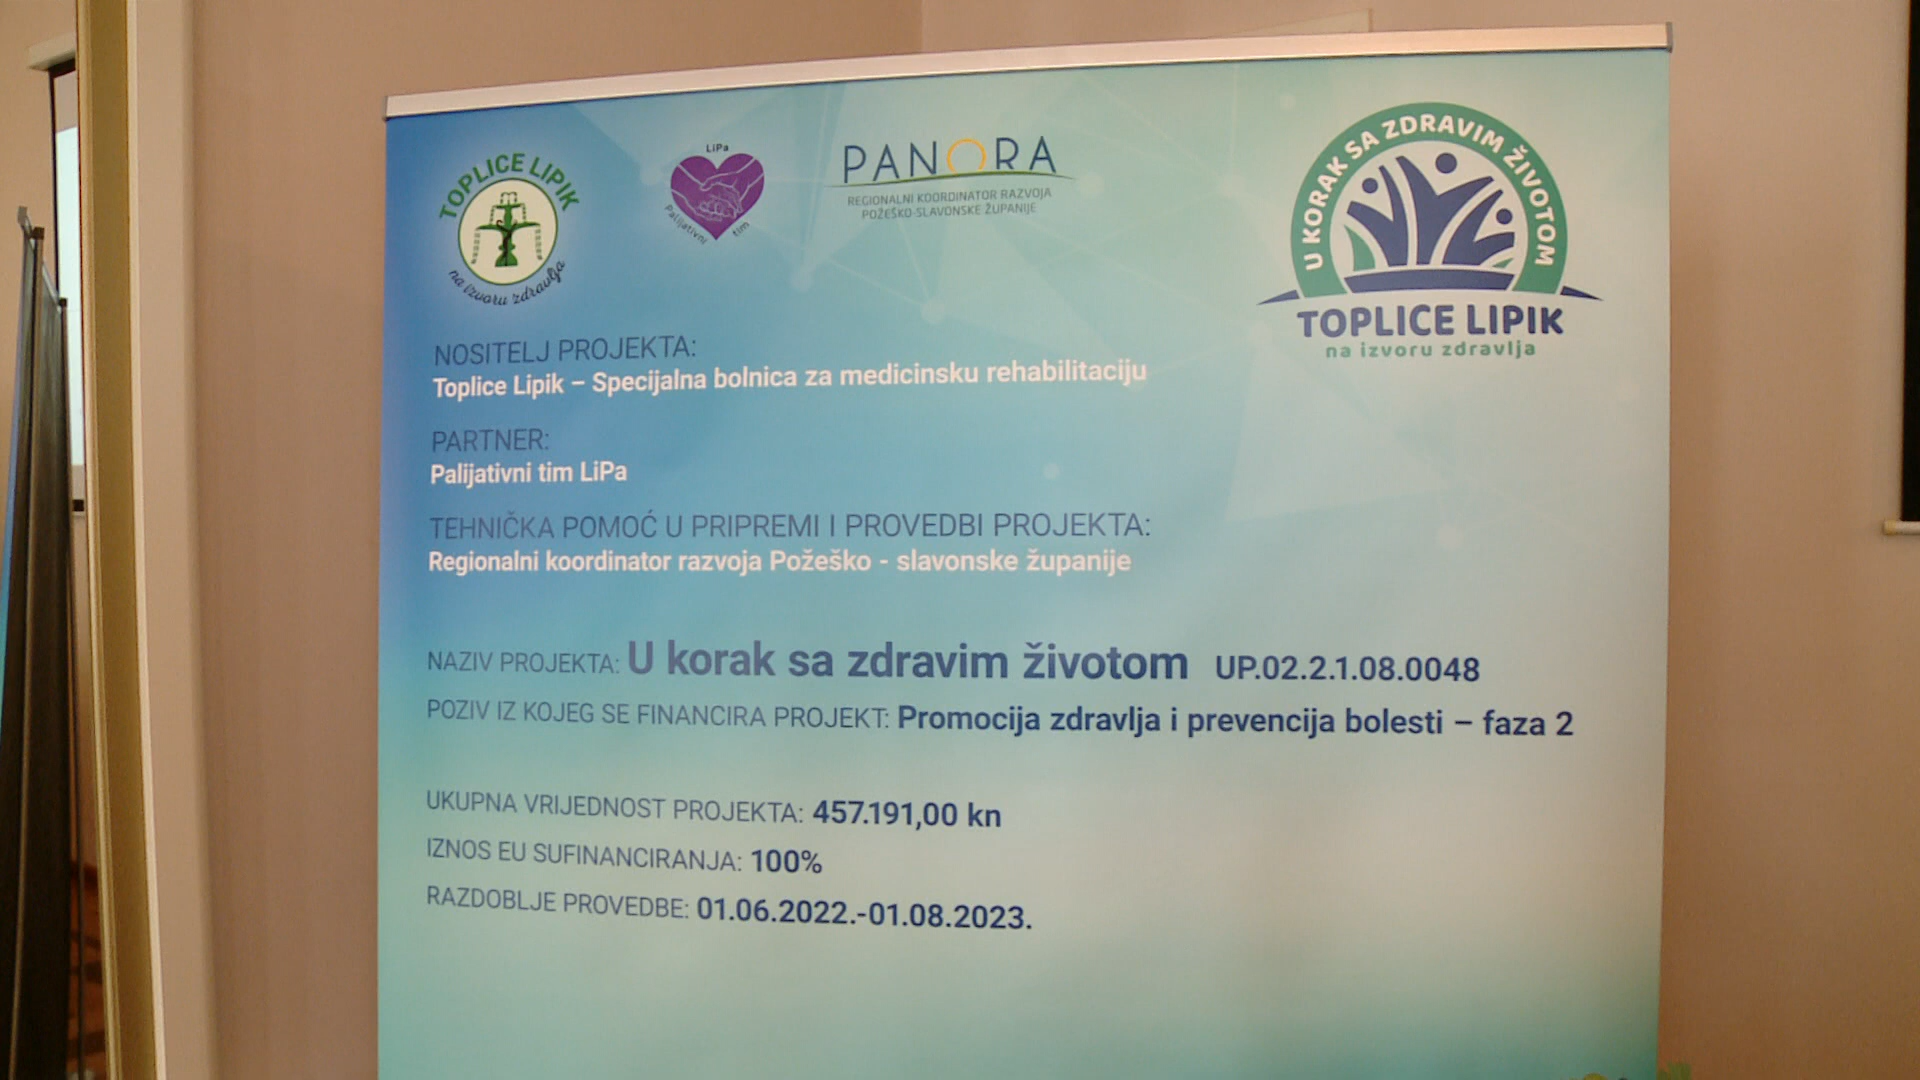 TOPLICE LIPIK
na izvoru zdravlja
LiPa
Palijativni tim
PANORA
REGIONALNI KOORDINATOR RAZVOJA
POŽEŠKO-SLAVONSKE ŽUPANIJE
U KORAK SA ZDRAVIM ŽIVOTOM
TOPLICE LIPIK
na izvoru zdravlja
NOSITELJ PROJEKTA:
Toplice Lipik – Specijalna bolnica za medicinsku rehabilitaciju
PARTNER:
Palijativni tim LiPa
TEHNIČKA POMOĆ U PRIPREMI I PROVEDBI PROJEKTA:
Regionalni koordinator razvoja Požeško - slavonske županije
NAZIV PROJEKTA: U korak sa zdravim životom UP.02.2.1.08.0048
POZIV IZ KOJEG SE FINANCIRA PROJEKT: Promocija zdravlja i prevencija bolesti – faza 2
UKUPNA VRIJEDNOST PROJEKTA: 457.191,00 kn
IZNOS EU SUFINANCIRANJA: 100%
RAZDOBLJE PROVEDBE: 01.06.2022.-01.08.2023.